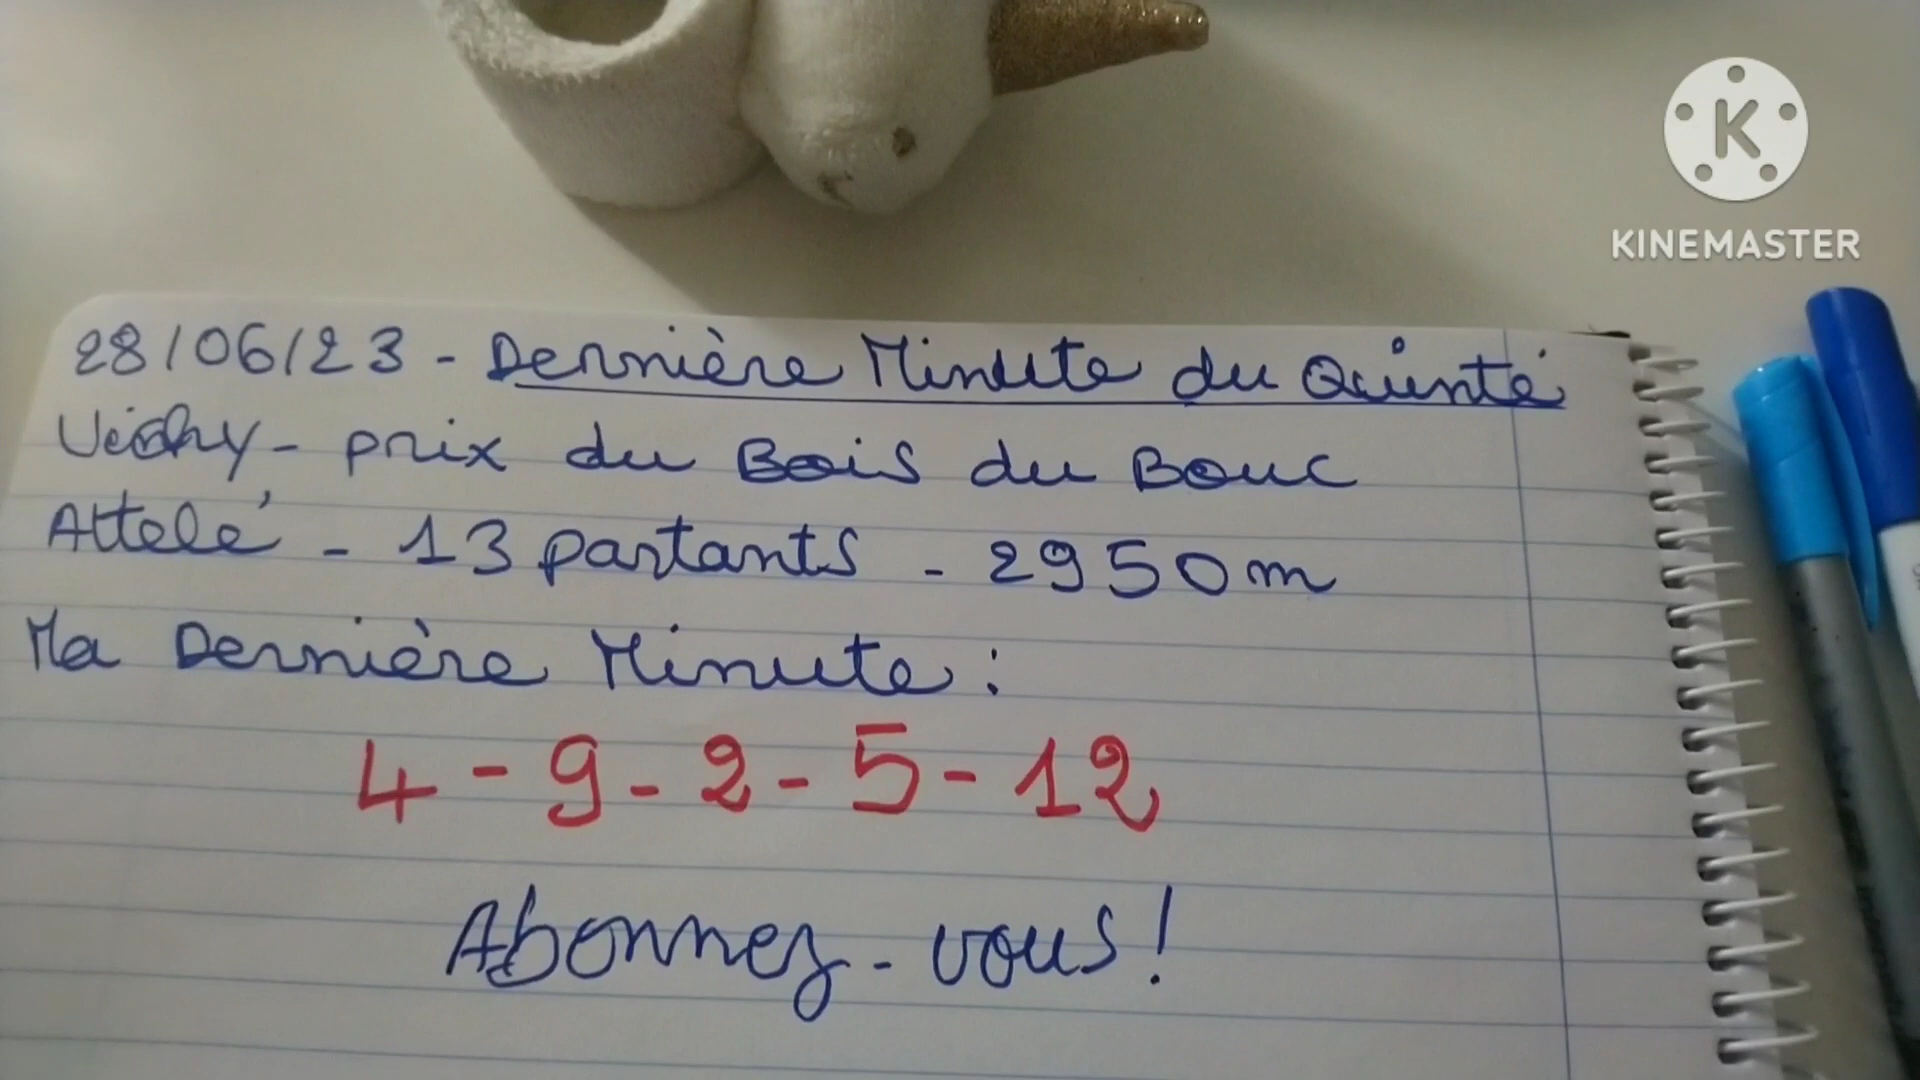 KINEMASTER
28/06/23 - Dernière Minute du Quinté
Vichy - prix du Bois du Bouc
Attelé - 13 partants - 2950m
Ma Dernière Minute :
4 - 9 - 2 - 5 - 12
Abonnez-vous !